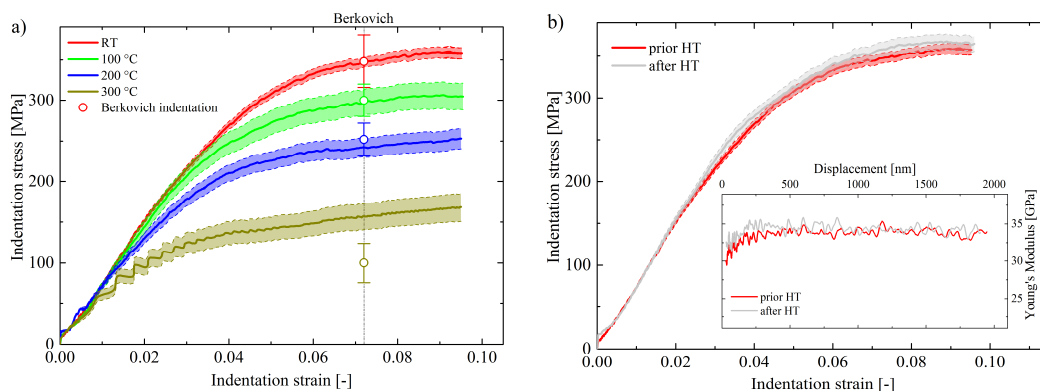 a)
Berkovich
RT
100 °C
200 °C
300 °C
Berkovich indentation
Indentation stress [MPa]
300
200
100
0
0.00 0.02 0.04 0.06 0.08 0.10
Indentation strain [-]
b)
prior HT
after HT
Indentation stress [MPa]
300
200
100
0
Displacement [nm]
0 500 1000 1500 2000
35
30
25
Young's Modulus [GPa]
prior HT
after HT
0.00 0.02 0.04 0.06 0.08 0.10
Indentation strain [-]